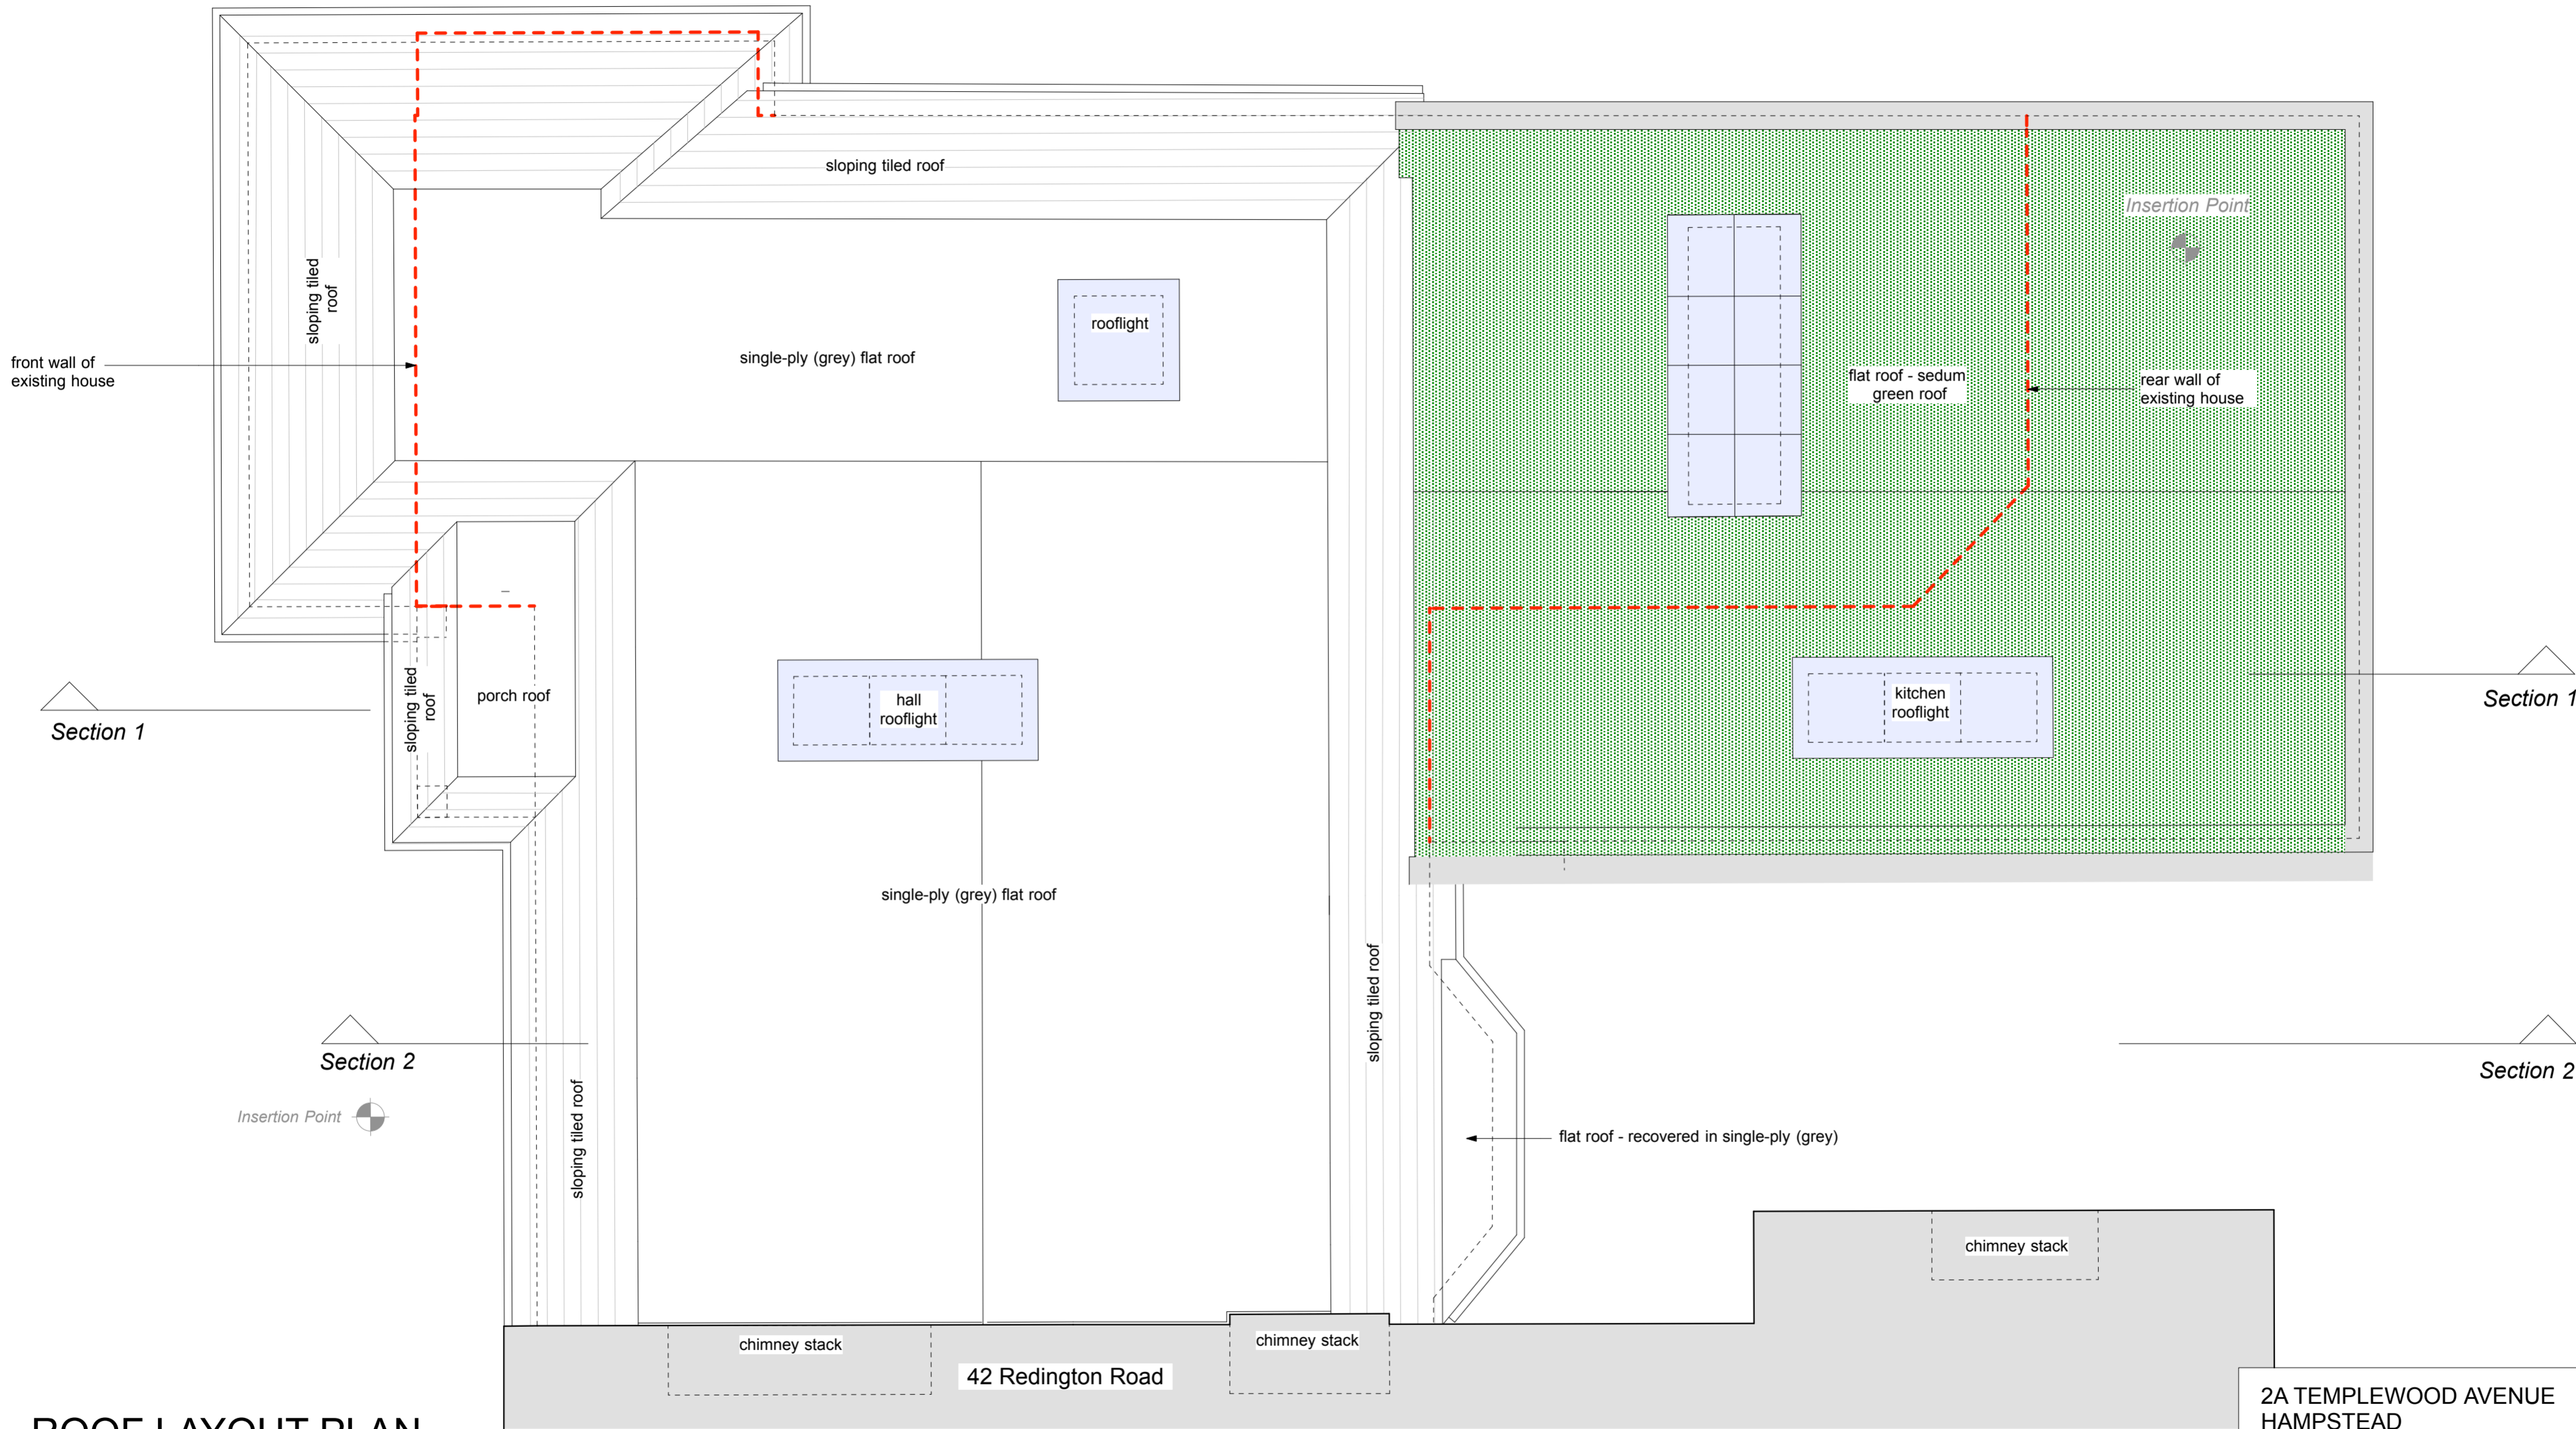 sloping tiled roof
Insertion Point
sloping tiled
roof
rooflight
front wall of
existing house
single-ply (grey) flat roof
flat roof - sedum
green roof
rear wall of
existing house
sloping tiled
roof
porch roof
hall
rooflight
kitchen
rooflight
Section 1
Section 1
single-ply (grey) flat roof
sloping tiled roof
Section 2
Section 2
Insertion Point
sloping tiled roof
flat roof - recovered in single-ply (grey)
chimney stack
chimney stack
chimney stack
42 Redington Road
2A TEMPLEWOOD AVENUE
HAMPSTEAD
ROOF LAYOUT PLAN